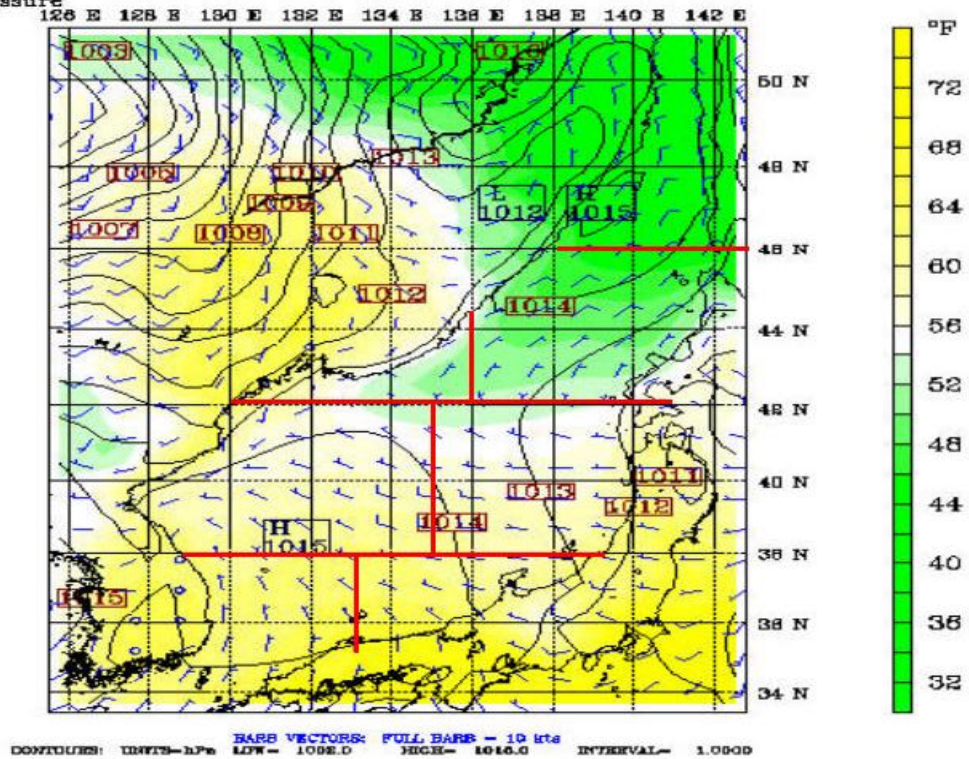 ssure
126 E 128 E 130 E 132 E 134 E 136 E 138 E 140 E 142 E
°F
1003 1016
50 N
72
1013
68
48 N
1006 1010
1009
L H
1012 1015
64
1007 1008 1011
46 N
60
1012 1014
56
44 N
52
42 N
48
1011
40 N
1013
1012
44
1014
H
1015
38 N
40
1015
36 N
36
32
34 N
BARB VECTORS: FULL BARB = 10 kts
CONTOURS: UNITS=hPa LOW= 1002.0 HIGH= 1016.0 INTERVAL= 1.0000